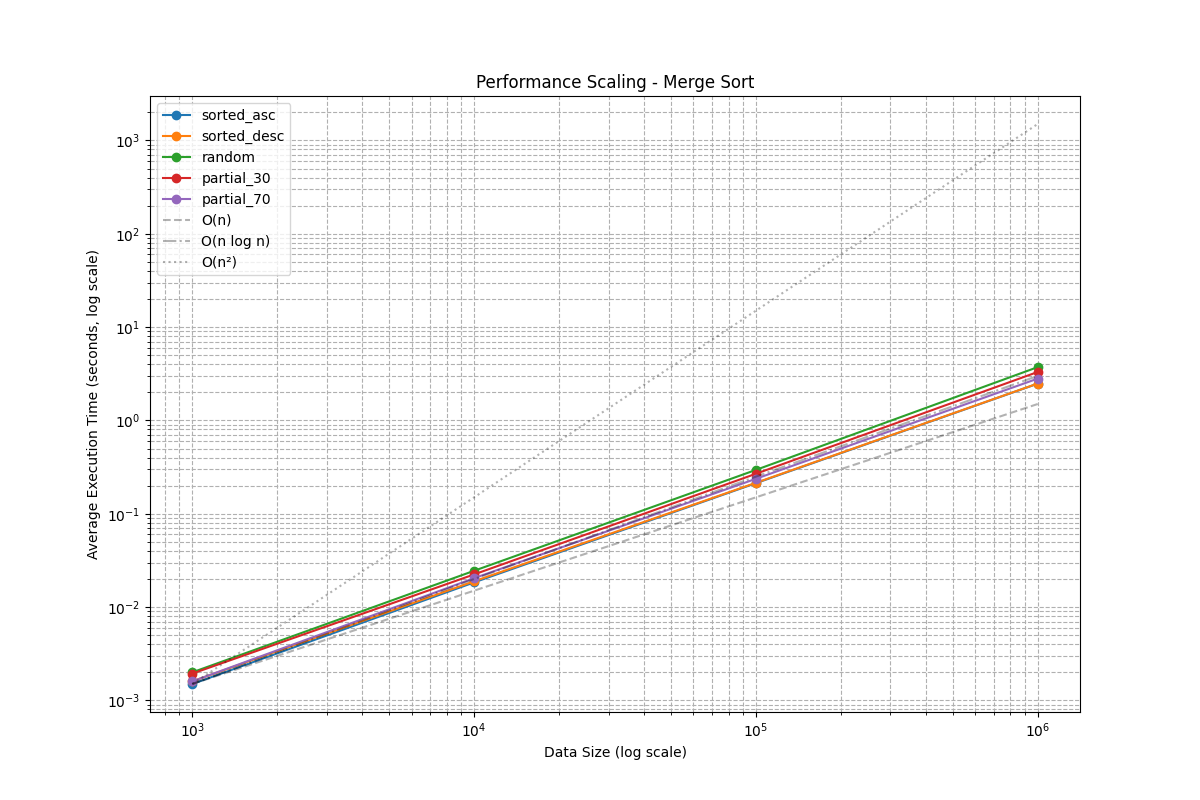 Performance Scaling - Merge Sort
sorted_asc
sorted_desc
random
partial_30
partial_70
O(n)
O(n log n)
O(n²)
Average Execution Time (seconds, log scale)
10³
10²
10¹
10⁰
10⁻¹
10⁻²
10⁻³
10³ 10⁴ 10⁵ 10⁶
Data Size (log scale)